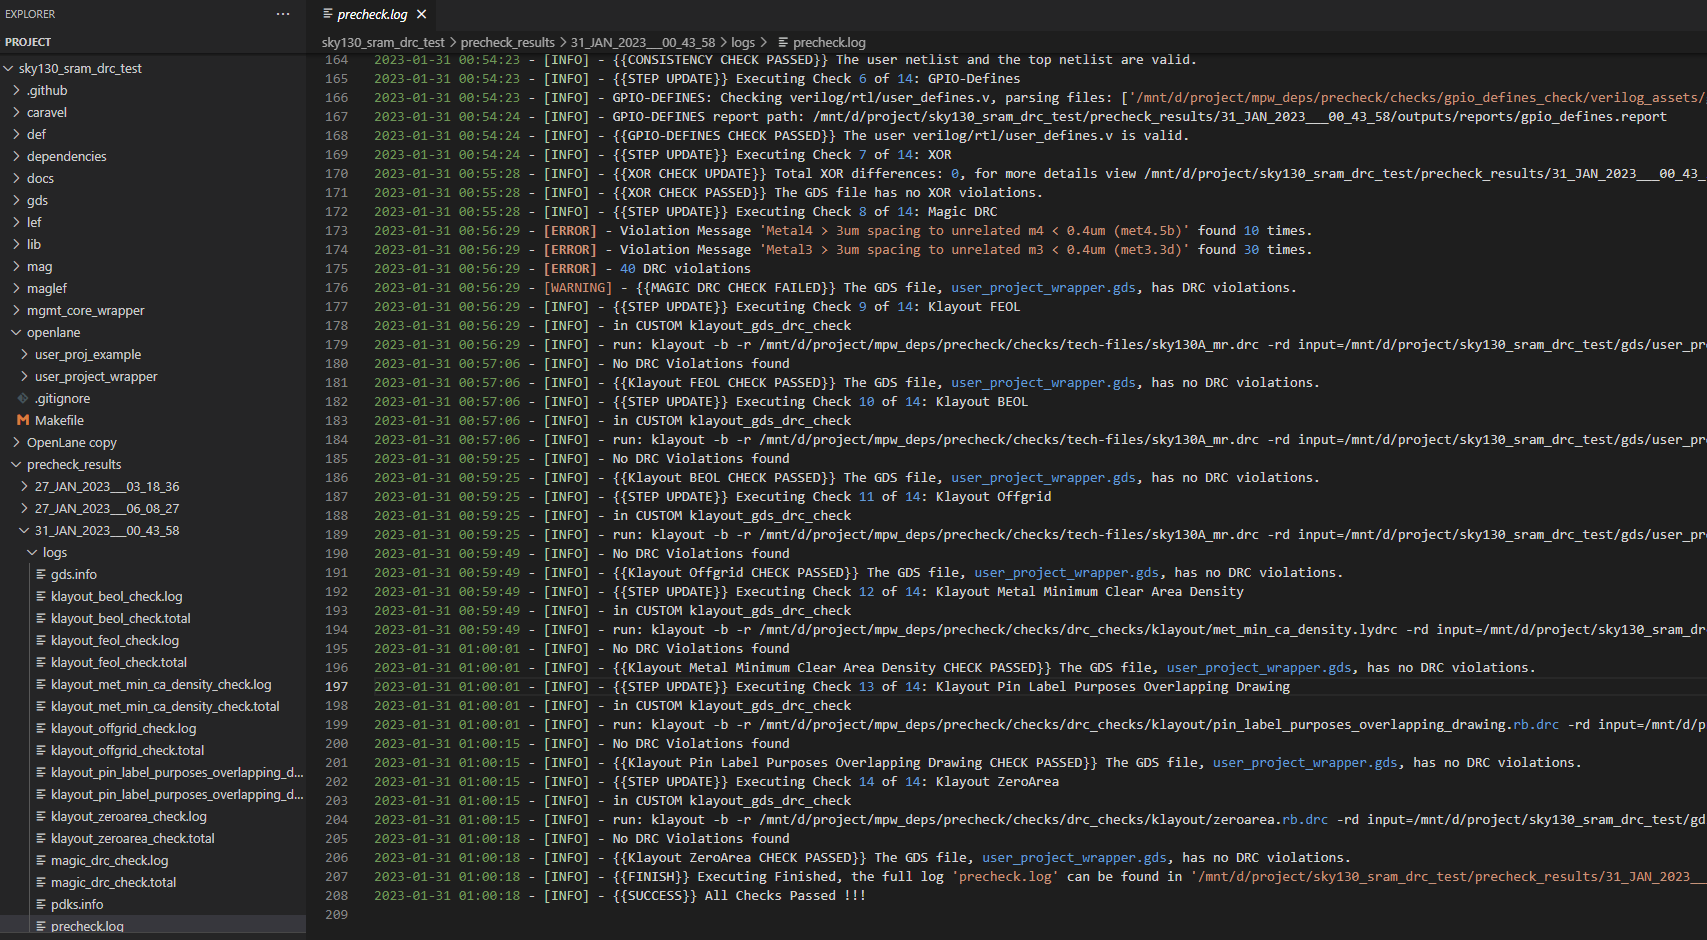 EXPLORER
PROJECT
sky130_sram_drc_test
.github
caravel
def
dependencies
docs
gds
lef
lib
mag
maglef
mgmt_core_wrapper
openlane
user_proj_example
user_project_wrapper
.gitignore
Makefile
OpenLane copy
precheck_results
27_JAN_2023___03_18_36
27_JAN_2023___06_08_27
31_JAN_2023___00_43_58
logs
gds.info
klayout_beol_check.log
klayout_beol_check.total
klayout_feol_check.log
klayout_feol_check.total
klayout_met_min_ca_density_check.log
klayout_met_min_ca_density_check.total
klayout_offgrid_check.log
klayout_offgrid_check.total
klayout_pin_label_purposes_overlapping_d...
klayout_pin_label_purposes_overlapping_d...
klayout_zeroarea_check.log
klayout_zeroarea_check.total
magic_drc_check.log
magic_drc_check.total
pdks.info
precheck.log
precheck.log
sky130_sram_drc_test > precheck_results > 31_JAN_2023___00_43_58 > logs > precheck.log
164 2023-01-31 00:54:23 - [INFO] - {{CONSISTENCY CHECK PASSED}} The user netlist and the top netlist are valid.
165 2023-01-31 00:54:23 - [INFO] - {{STEP UPDATE}} Executing Check 6 of 14: GPIO-Defines
166 2023-01-31 00:54:23 - [INFO] - GPIO-DEFINES: Checking verilog/rtl/user_defines.v, parsing files: ['/mnt/d/project/mpw_deps/precheck/checks/gpio_defines_check/verilog_assets/
167 2023-01-31 00:54:24 - [INFO] - GPIO-DEFINES report path: /mnt/d/project/sky130_sram_drc_test/precheck_results/31_JAN_2023___00_43_58/outputs/reports/gpio_defines.report
168 2023-01-31 00:54:24 - [INFO] - {{GPIO-DEFINES CHECK PASSED}} The user verilog/rtl/user_defines.v is valid.
169 2023-01-31 00:54:24 - [INFO] - {{STEP UPDATE}} Executing Check 7 of 14: XOR
170 2023-01-31 00:55:28 - [INFO] - {{XOR CHECK UPDATE}} Total XOR differences: 0, for more details view /mnt/d/project/sky130_sram_drc_test/precheck_results/31_JAN_2023___00_43_
171 2023-01-31 00:55:28 - [INFO] - {{XOR CHECK PASSED}} The GDS file has no XOR violations.
172 2023-01-31 00:55:28 - [INFO] - {{STEP UPDATE}} Executing Check 8 of 14: Magic DRC
173 2023-01-31 00:56:29 - [ERROR] - Violation Message 'Metal4 > 3um spacing to unrelated m4 < 0.4um (met4.5b)' found 10 times.
174 2023-01-31 00:56:29 - [ERROR] - Violation Message 'Metal3 > 3um spacing to unrelated m3 < 0.4um (met3.3d)' found 30 times.
175 2023-01-31 00:56:29 - [ERROR] - 40 DRC violations
176 2023-01-31 00:56:29 - [WARNING] - {{MAGIC DRC CHECK FAILED}} The GDS file, user_project_wrapper.gds, has DRC violations.
177 2023-01-31 00:56:29 - [INFO] - {{STEP UPDATE}} Executing Check 9 of 14: Klayout FEOL
178 2023-01-31 00:56:29 - [INFO] - in CUSTOM klayout_gds_drc_check
179 2023-01-31 00:56:29 - [INFO] - run: klayout -b -r /mnt/d/project/mpw_deps/precheck/checks/tech-files/sky130A_mr.drc -rd input=/mnt/d/project/sky130_sram_drc_test/gds/user_pr
180 2023-01-31 00:57:06 - [INFO] - No DRC Violations found
181 2023-01-31 00:57:06 - [INFO] - {{Klayout FEOL CHECK PASSED}} The GDS file, user_project_wrapper.gds, has no DRC violations.
182 2023-01-31 00:57:06 - [INFO] - {{STEP UPDATE}} Executing Check 10 of 14: Klayout BEOL
183 2023-01-31 00:57:06 - [INFO] - in CUSTOM klayout_gds_drc_check
184 2023-01-31 00:57:06 - [INFO] - run: klayout -b -r /mnt/d/project/mpw_deps/precheck/checks/tech-files/sky130A_mr.drc -rd input=/mnt/d/project/sky130_sram_drc_test/gds/user_pr
185 2023-01-31 00:59:25 - [INFO] - No DRC Violations found
186 2023-01-31 00:59:25 - [INFO] - {{Klayout BEOL CHECK PASSED}} The GDS file, user_project_wrapper.gds, has no DRC violations.
187 2023-01-31 00:59:25 - [INFO] - {{STEP UPDATE}} Executing Check 11 of 14: Klayout Offgrid
188 2023-01-31 00:59:25 - [INFO] - in CUSTOM klayout_gds_drc_check
189 2023-01-31 00:59:25 - [INFO] - run: klayout -b -r /mnt/d/project/mpw_deps/precheck/checks/tech-files/sky130A_mr.drc -rd input=/mnt/d/project/sky130_sram_drc_test/gds/user_pr
190 2023-01-31 00:59:49 - [INFO] - No DRC Violations found
191 2023-01-31 00:59:49 - [INFO] - {{Klayout Offgrid CHECK PASSED}} The GDS file, user_project_wrapper.gds, has no DRC violations.
192 2023-01-31 00:59:49 - [INFO] - {{STEP UPDATE}} Executing Check 12 of 14: Klayout Metal Minimum Clear Area Density
193 2023-01-31 00:59:49 - [INFO] - in CUSTOM klayout_gds_drc_check
194 2023-01-31 00:59:49 - [INFO] - run: klayout -b -r /mnt/d/project/mpw_deps/precheck/checks/drc_checks/klayout/met_min_ca_density.lydrc -rd input=/mnt/d/project/sky130_sram_dr
195 2023-01-31 01:00:01 - [INFO] - No DRC Violations found
196 2023-01-31 01:00:01 - [INFO] - {{Klayout Metal Minimum Clear Area Density CHECK PASSED}} The GDS file, user_project_wrapper.gds, has no DRC violations.
197 2023-01-31 01:00:01 - [INFO] - {{STEP UPDATE}} Executing Check 13 of 14: Klayout Pin Label Purposes Overlapping Drawing
198 2023-01-31 01:00:01 - [INFO] - in CUSTOM klayout_gds_drc_check
199 2023-01-31 01:00:01 - [INFO] - run: klayout -b -r /mnt/d/project/mpw_deps/precheck/checks/drc_checks/klayout/pin_label_purposes_overlapping_drawing.rb.drc -rd input=/mnt/d/p
200 2023-01-31 01:00:15 - [INFO] - No DRC Violations found
201 2023-01-31 01:00:15 - [INFO] - {{Klayout Pin Label Purposes Overlapping Drawing CHECK PASSED}} The GDS file, user_project_wrapper.gds, has no DRC violations.
202 2023-01-31 01:00:15 - [INFO] - {{STEP UPDATE}} Executing Check 14 of 14: Klayout ZeroArea
203 2023-01-31 01:00:15 - [INFO] - in CUSTOM klayout_gds_drc_check
204 2023-01-31 01:00:15 - [INFO] - run: klayout -b -r /mnt/d/project/mpw_deps/precheck/checks/drc_checks/klayout/zeroarea.rb.drc -rd input=/mnt/d/project/sky130_sram_drc_test/gd
205 2023-01-31 01:00:18 - [INFO] - No DRC Violations found
206 2023-01-31 01:00:18 - [INFO] - {{Klayout ZeroArea CHECK PASSED}} The GDS file, user_project_wrapper.gds, has no DRC violations.
207 2023-01-31 01:00:18 - [INFO] - {{FINISH}} Executing Finished, the full log 'precheck.log' can be found in '/mnt/d/project/sky130_sram_drc_test/precheck_results/31_JAN_2023__
208 2023-01-31 01:00:18 - [INFO] - {{SUCCESS}} All Checks Passed !!!
209